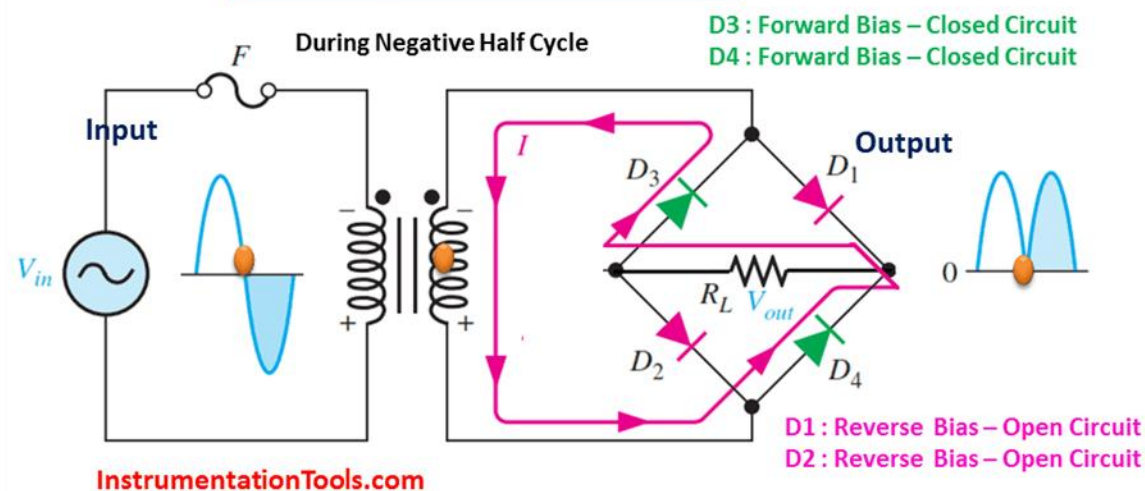 D3 : Forward Bias – Closed Circuit
During Negative Half Cycle
D4 : Forward Bias – Closed Circuit
F
Input
I
D3
D1
Output
– –
Vin
0
RL Vout
+ +
D2
D4
D1 : Reverse Bias – Open Circuit
D2 : Reverse Bias – Open Circuit
InstrumentationTools.com